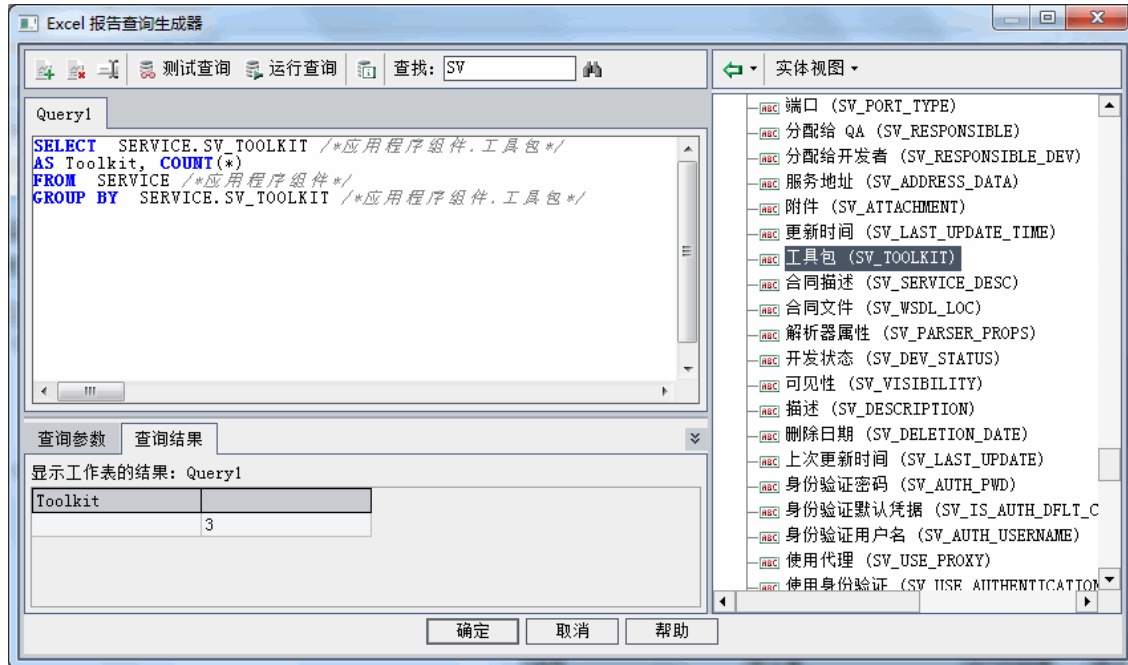 Excel 报告查询生成器
测试查询 运行查询 查找: SV
实体视图
Query1
SELECT SERVICE.SV_TOOLKIT /*应用程序组件.工具包*/
AS Toolkit, COUNT(*)
FROM SERVICE /*应用程序组件*/
GROUP BY SERVICE.SV_TOOLKIT /*应用程序组件.工具包*/
查询参数 查询结果
显示工作表的结果: Query1
Toolkit
3
端口 (SV_PORT_TYPE)
分配给 QA (SV_RESPONSIBLE)
分配给开发者 (SV_RESPONSIBLE_DEV)
服务地址 (SV_ADDRESS_DATA)
附件 (SV_ATTACHMENT)
更新时间 (SV_LAST_UPDATE_TIME)
工具包 (SV_TOOLKIT)
合同描述 (SV_SERVICE_DESC)
合同文件 (SV_WSDL_LOC)
解析器属性 (SV_PARSER_PROPS)
开发状态 (SV_DEV_STATUS)
可见性 (SV_VISIBILITY)
描述 (SV_DESCRIPTION)
删除日期 (SV_DELETION_DATE)
上次更新时间 (SV_LAST_UPDATE)
身份验证密码 (SV_AUTH_PWD)
身份验证默认凭据 (SV_IS_AUTH_DFLT_C
身份验证用户名 (SV_AUTH_USERNAME)
使用代理 (SV_USE_PROXY)
使用身份验证 (SV_USE_AUTHENTICATION
确定 取消 帮助